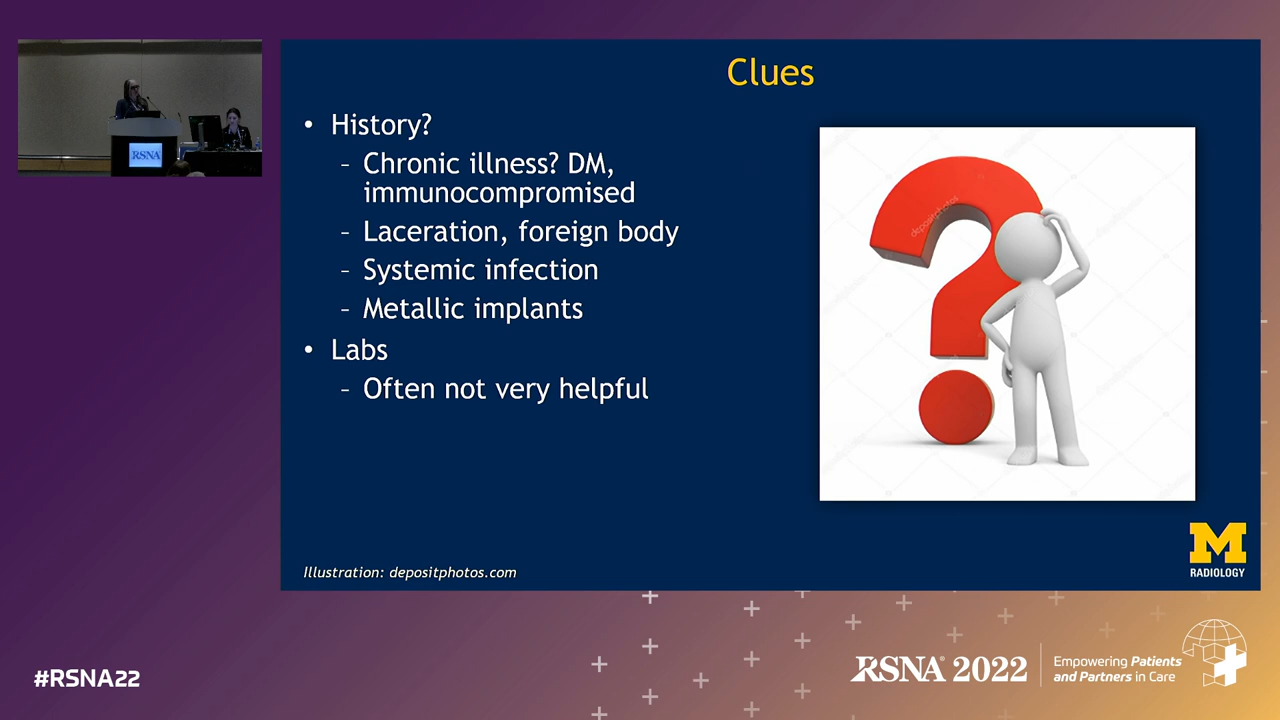 RSNA
Clues
• History?
- Chronic illness? DM,
immunocompromised
- Laceration, foreign body
- Systemic infection
- Metallic implants
• Labs
- Often not very helpful
depositphotos
Illustration: depositphotos.com
M
RADIOLOGY
#RSNA22
RSNA® 2022
Empowering Patients
and Partners in Care